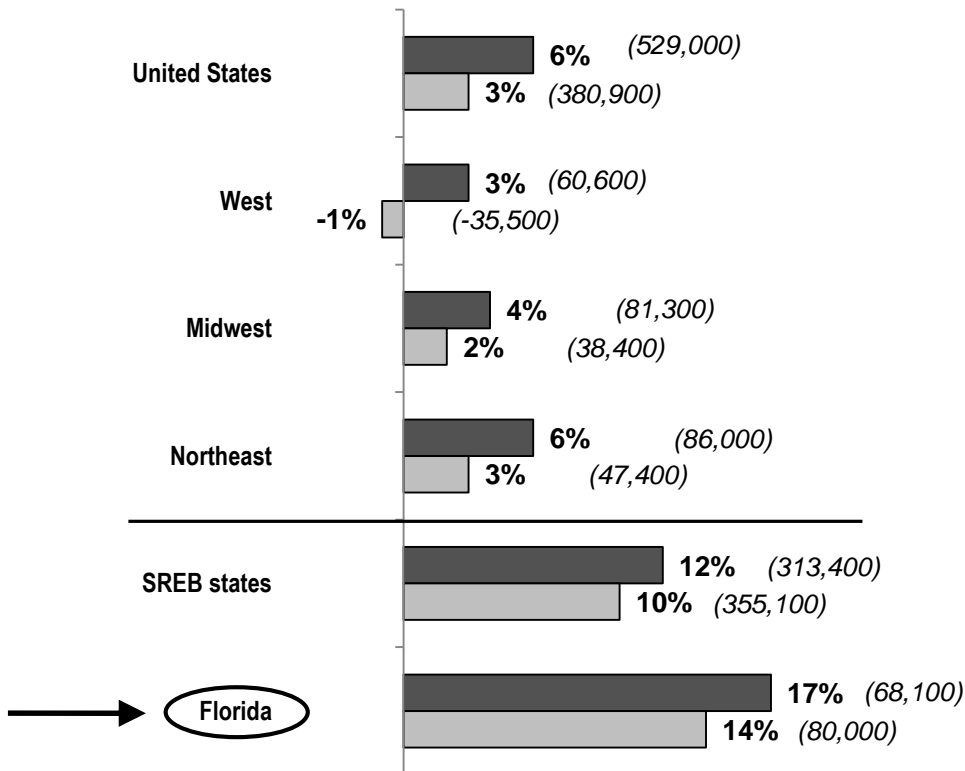 United States
6% (529,000)
3% (380,900)
West
3% (60,600)
-1% (-35,500)
Midwest
4% (81,300)
2% (38,400)
Northeast
6% (86,000)
3% (47,400)
SREB states
12% (313,400)
10% (355,100)
Florida
17% (68,100)
14% (80,000)